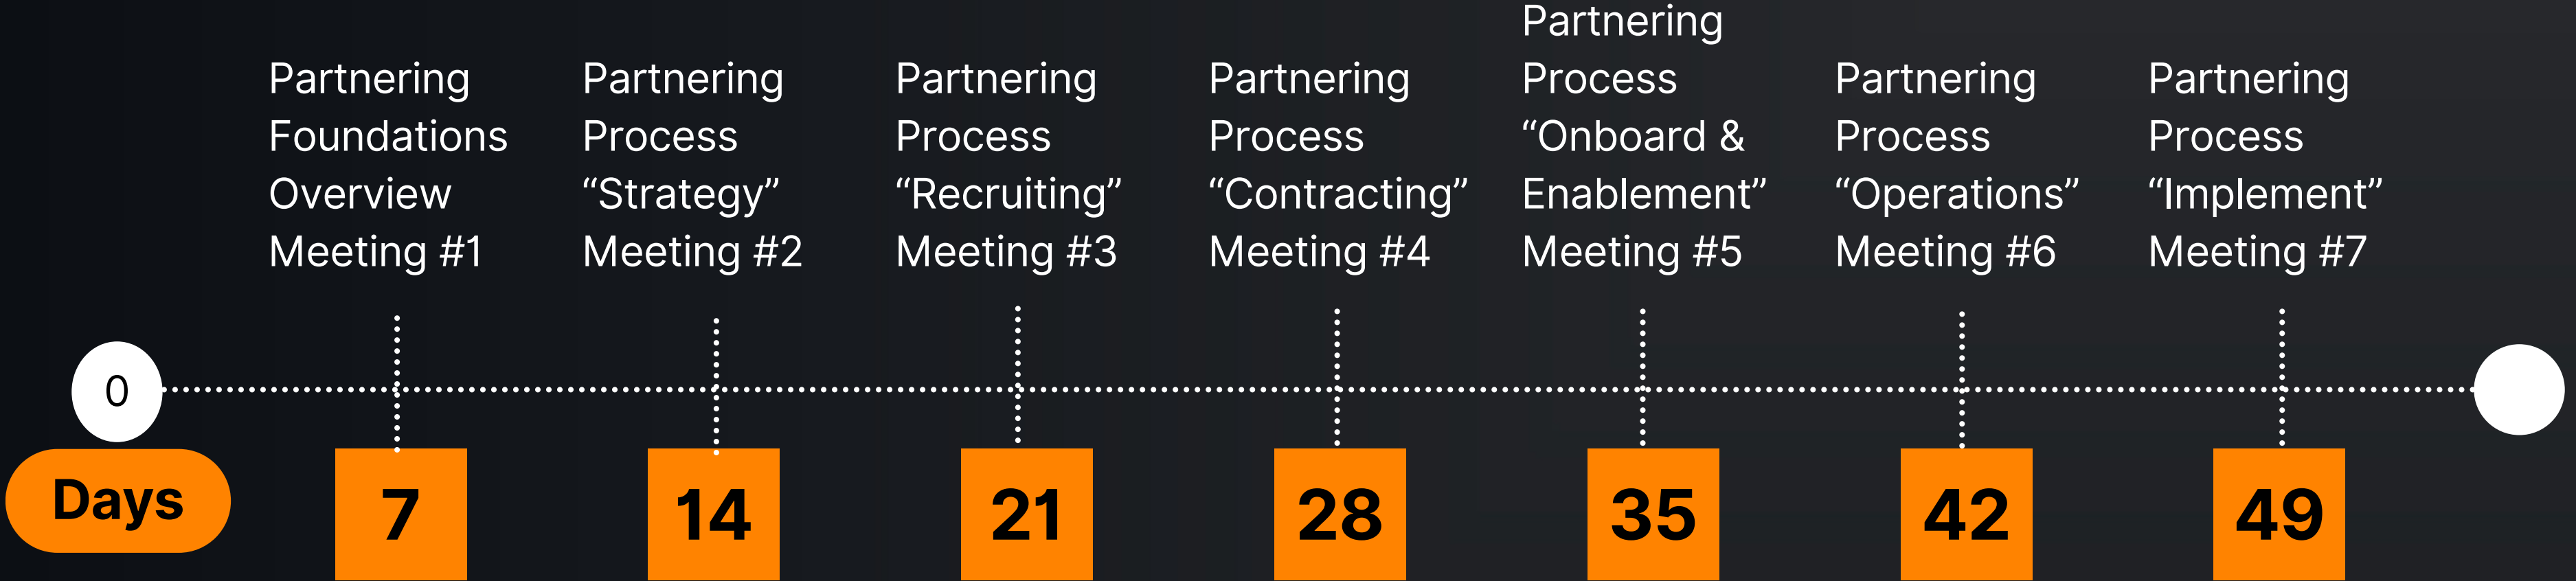 Partnering
Foundations
Overview
Meeting #1
Partnering
Process
“Strategy”
Meeting #2
Partnering
Process
“Recruiting”
Meeting #3
Partnering
Process
“Contracting”
Meeting #4
Partnering
Process
“Onboard &
Enablement”
Meeting #5
Partnering
Process
“Operations”
Meeting #6
Partnering
Process
“Implement”
Meeting #7
0
Days
7
14
21
28
35
42
49